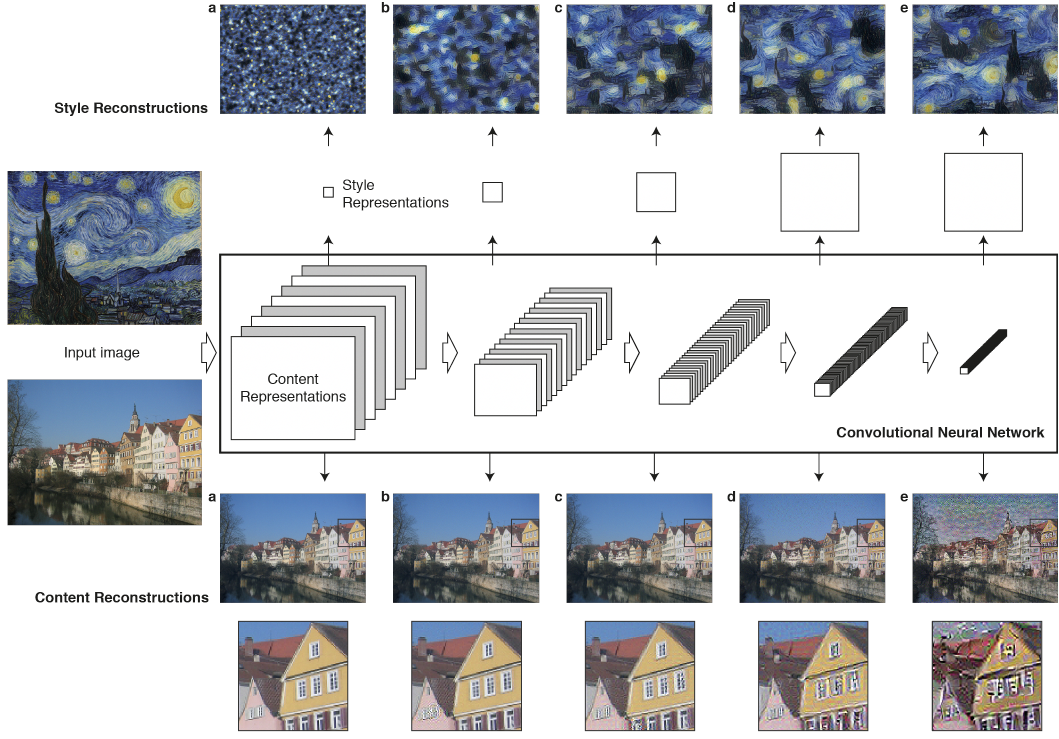 a b c d e
Style Reconstructions
Style
Representations
Input image
Content
Representations
Convolutional Neural Network
a b c d e
Content Reconstructions